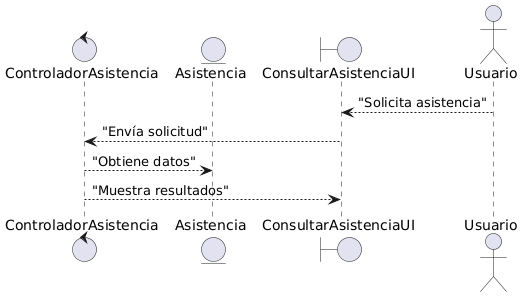 ControladorAsistencia Asistencia ConsultarAsistenciaUI Usuario
"Solicita asistencia"
"Envía solicitud"
"Obtiene datos"
"Muestra resultados"
ControladorAsistencia Asistencia ConsultarAsistenciaUI Usuario